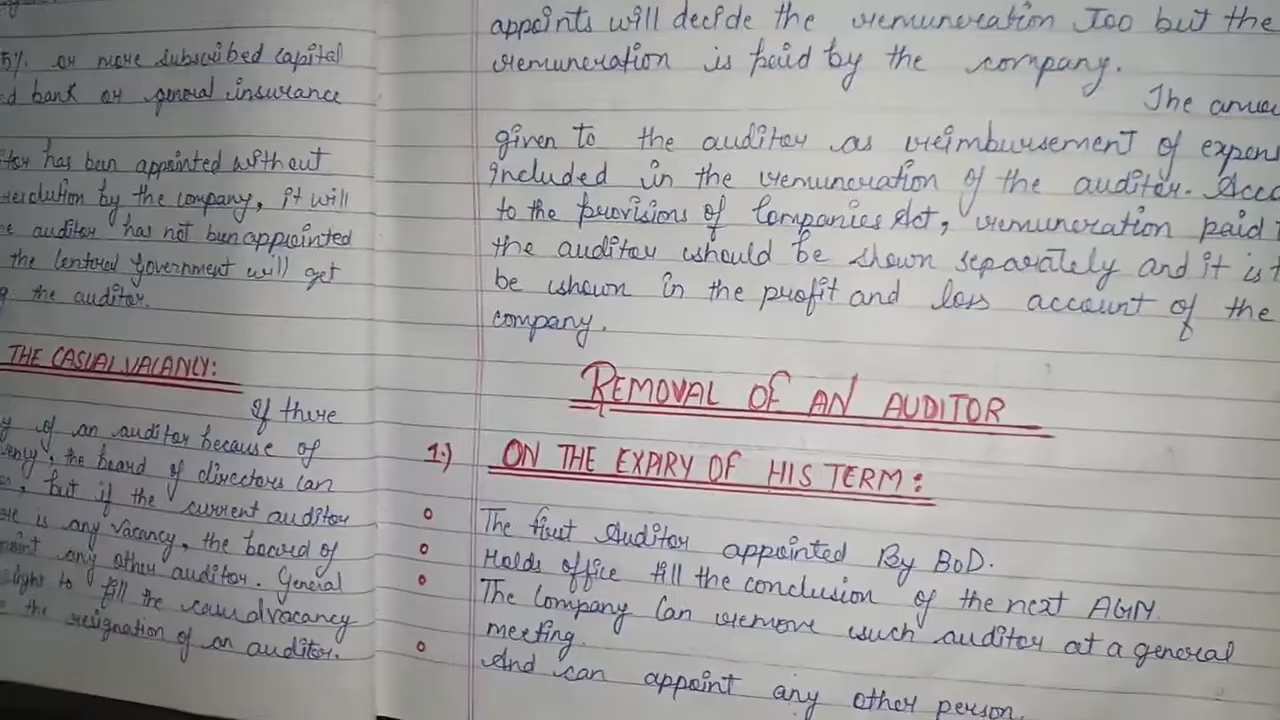 5%. or more subscribed capital
d bank or general insurance
has been appointed without
resolution by the company, it will
auditor has not been appointed
the Central Government will get
the auditor.
THE CASUAL VACANCY:
If there
of an auditor because of
the board of directors can
, but if the current auditor
is any vacancy, the board of
any other auditor. General
to fill the casual vacancy
the resignation of an auditor.
appoints will decide the remuneration Too but the
remuneration is paid by the company.
The
given to the auditor as reimbursement of expen
included in the remuneration of the auditor. Acco
to the provisions of Companies Act, remuneration paid t
the auditor should be shown separately and it is t
be shown in the profit and loss account of the
company.
REMOVAL OF AN AUDITOR
1.) ON THE EXPIRY OF HIS TERM:
o The first Auditor appointed By BOD.
o Holds office till the conclusion of the next AGM.
o The Company Can remove such auditor at a general
meeting.
o And can appoint any other person.